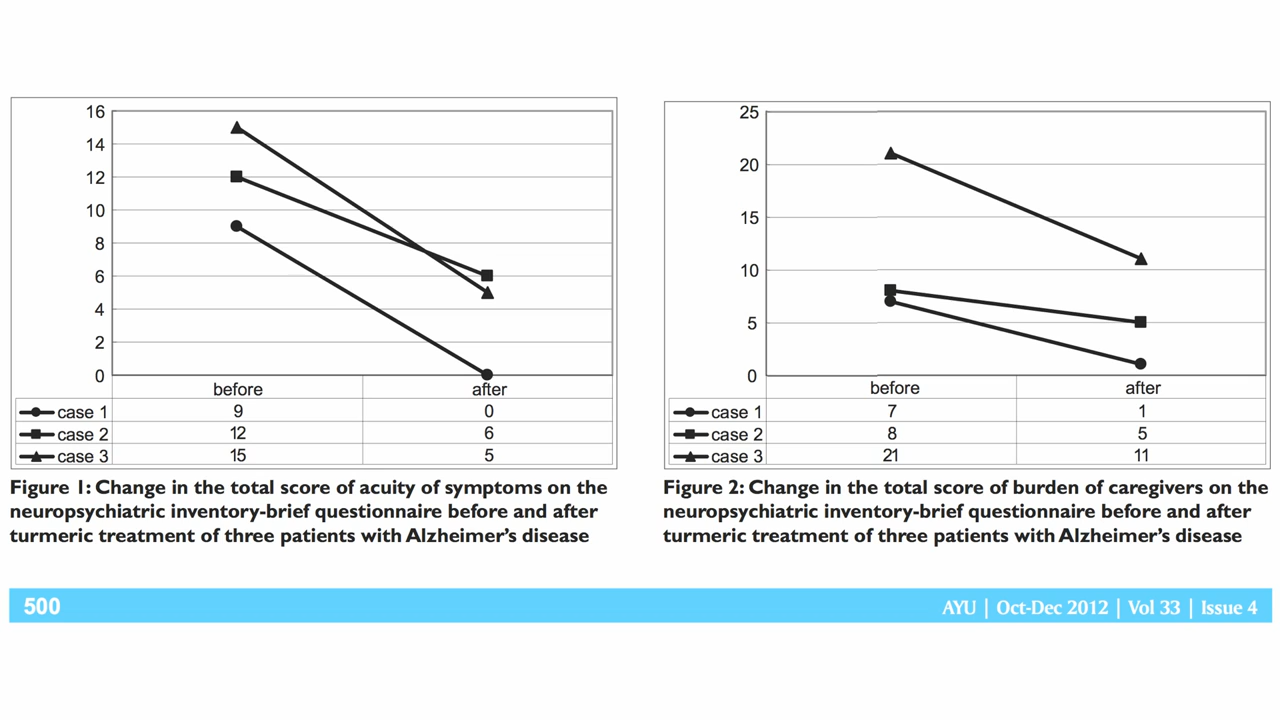 16
14
12
10
8
6
4
2
0
before after
case 1 9 0
case 2 12 6
case 3 15 5
Figure 1: Change in the total score of acuity of symptoms on the
neuropsychiatric inventory-brief questionnaire before and after
turmeric treatment of three patients with Alzheimer's disease
25
20
15
10
5
0
before after
case 1 7 1
case 2 8 5
case 3 21 11
Figure 2: Change in the total score of burden of caregivers on the
neuropsychiatric inventory-brief questionnaire before and after
turmeric treatment of three patients with Alzheimer's disease
500
AYU | Oct-Dec 2012 | Vol 33 | Issue 4